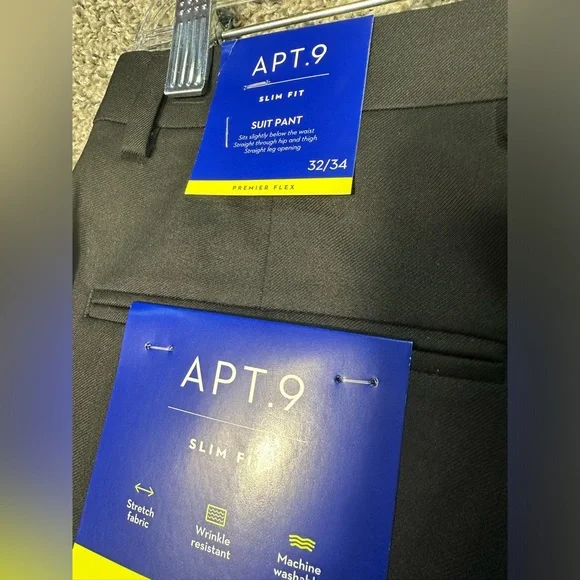 APT.9
SLIM FIT
SUIT PANT
Sits slightly below the waist
Straight through hip and thigh
Straight leg opening
32/34
PREMIER FLEX
APT.9
SLIM FIT
Stretch
fabric
Wrinkle
resistant
Machine
washable